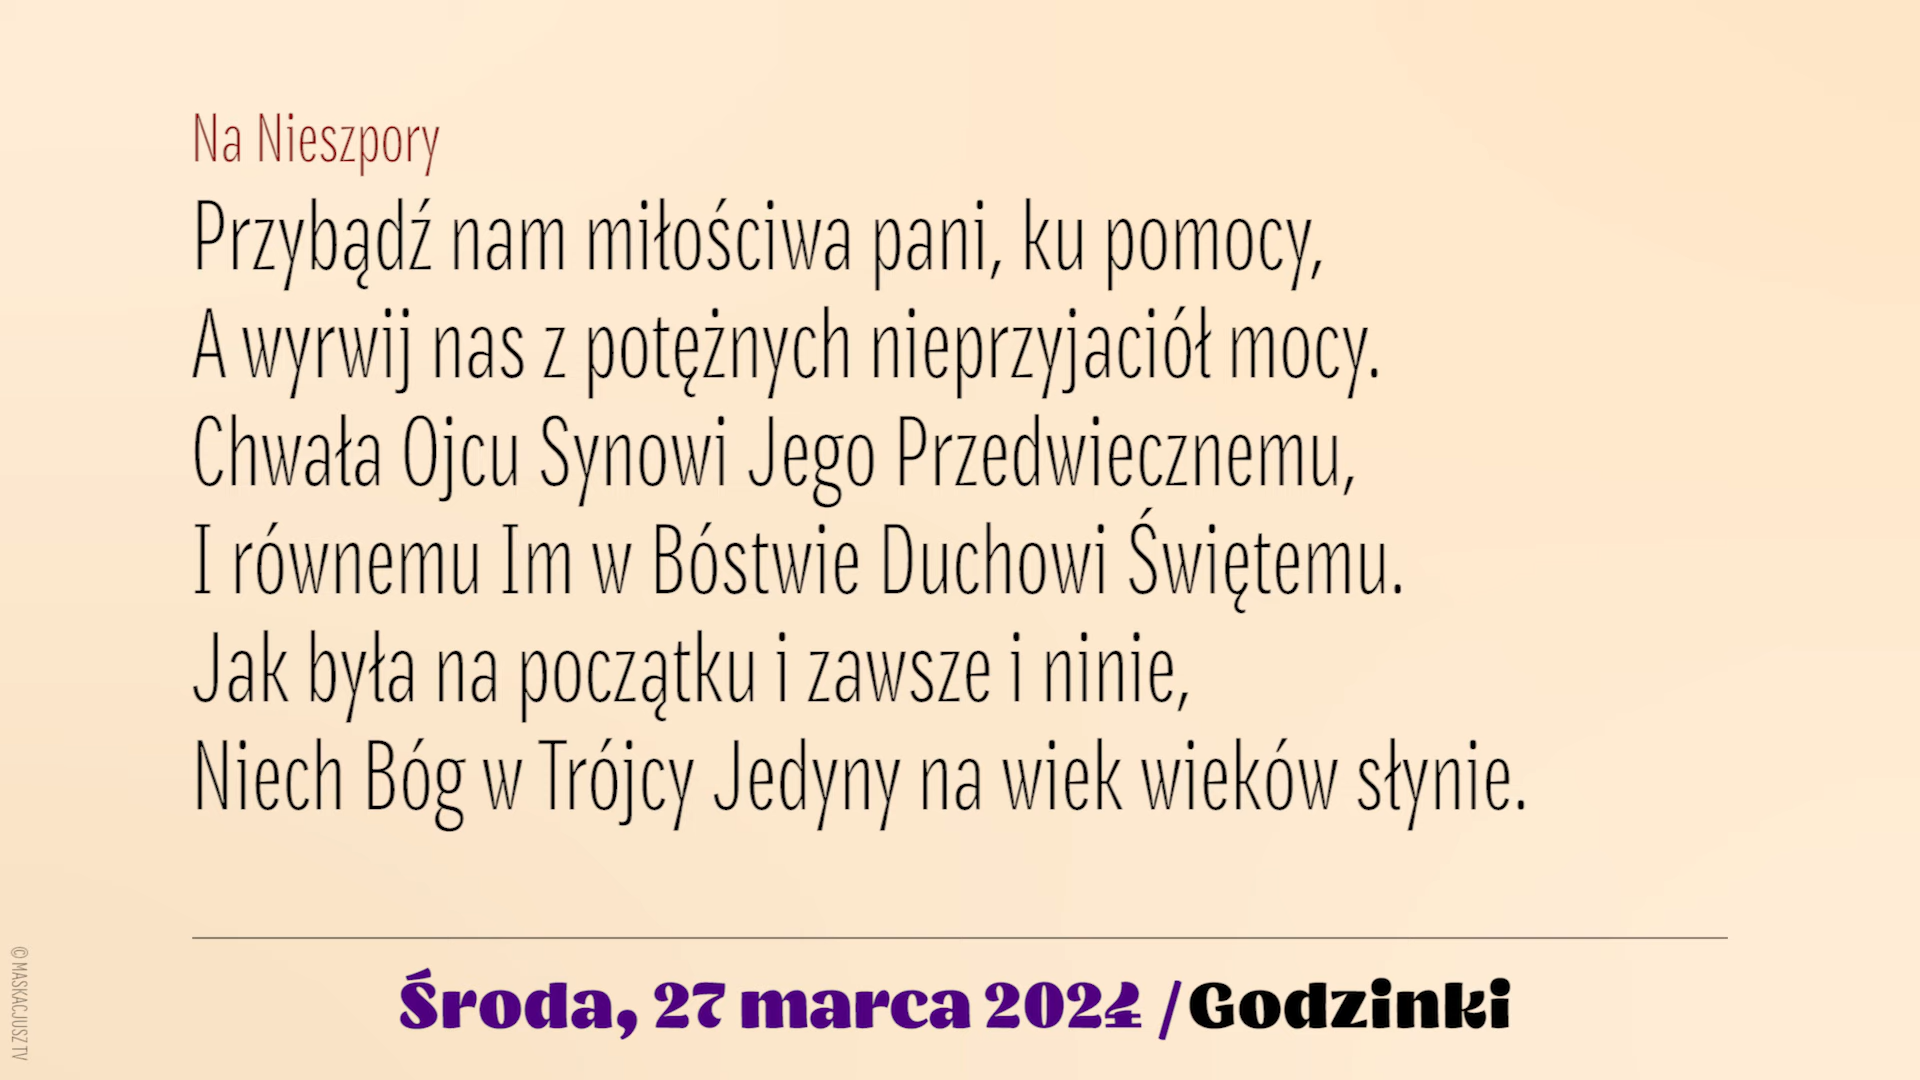 Na Nieszpory
Przybądź nam miłościwa pani, ku pomocy,
A wyrwij nas z potężnych nieprzyjaciół mocy.
Chwała Ojcu Synowi Jego Przedwiecznemu,
I równemu Im w Bóstwie Duchowi Świętemu.
Jak była na początku i zawsze i ninie,
Niech Bóg w Trójcy Jedyny na wiek wieków słynie.
Środa, 27 marca 2024 / Godzinki
© MASKACJUSZ TV